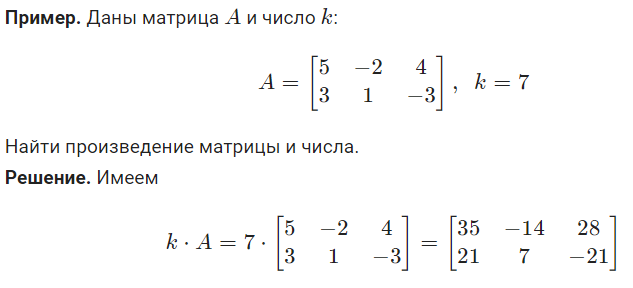 Пример. Даны матрица A и число k:
A = [5 −2 4
3 1 −3], k = 7
Найти произведение матрицы и числа.
Решение. Имеем
k · A = 7 · [5 −2 4
3 1 −3] = [35 −14 28
21 7 −21]